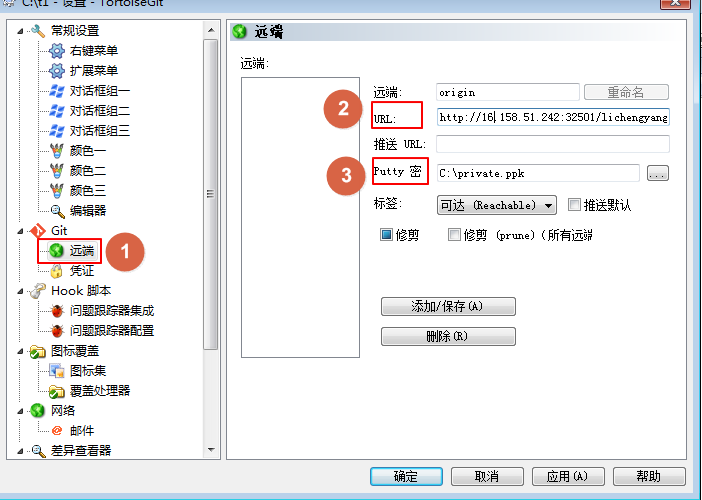 C:\t1 - 设置 - TortoiseGit
常规设置
右键菜单
扩展菜单
对话框组一
对话框组二
对话框组三
颜色一
颜色二
颜色三
编辑器
Git
远端
凭证
Hook 脚本
问题跟踪器集成
问题跟踪器配置
图标覆盖
图标集
覆盖处理器
网络
邮件
差异查看器
1
远端
远端:
远端: origin 重命名
2 URL: http://16.158.51.242:32501/lichengyang
推送 URL:
3 Putty 密 C:\private.ppk ...
标签: 可达 (Reachable) 推送默认
修剪 修剪 (prune) (所有远端
添加/保存(A)
删除(R)
确定 取消 应用(A) 帮助